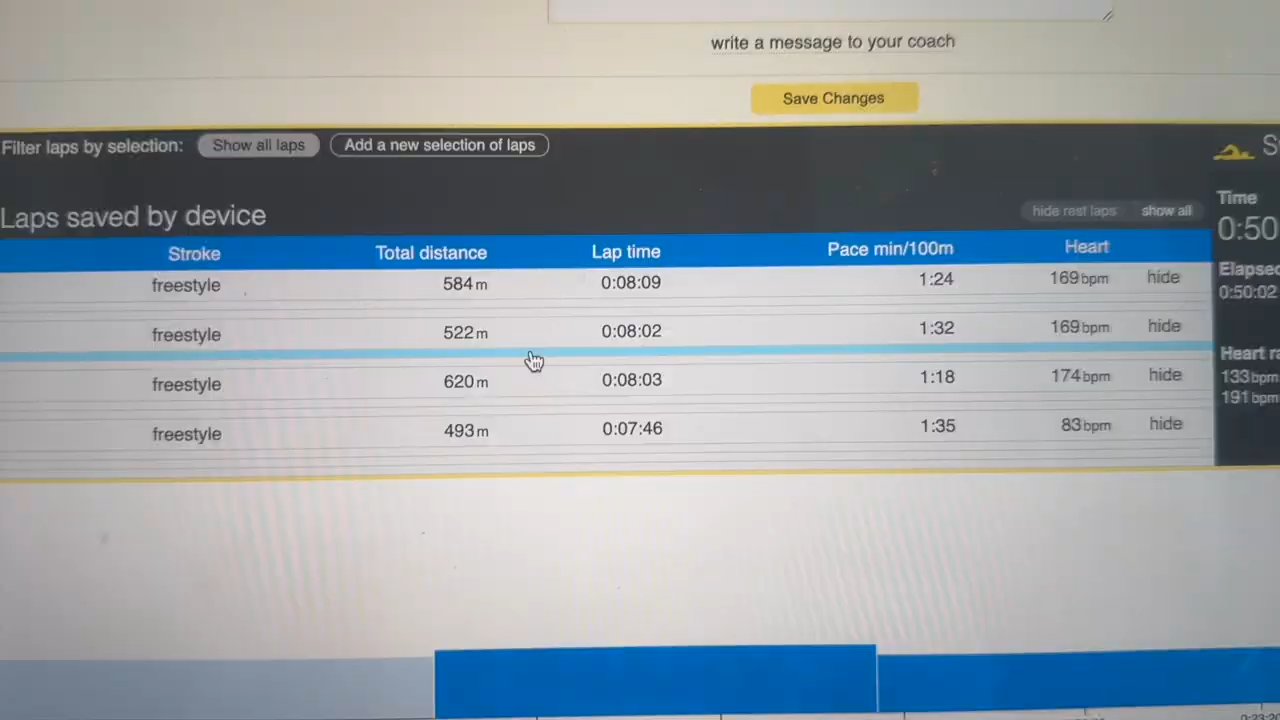 write a message to your coach
Save Changes
Filter laps by selection: Show all laps Add a new selection of laps
Laps saved by device
hide rest laps show all
Stroke Total distance Lap time Pace min/100m Heart
freestyle 584 m 0:08:09 1:24 169 bpm hide
freestyle 522 m 0:08:02 1:32 169 bpm hide
freestyle 620 m 0:08:03 1:18 174 bpm hide
freestyle 493 m 0:07:46 1:35 83 bpm hide
Time
0:50
Elapsed
0:50:02
Heart ra
133 bpm
191 bpm